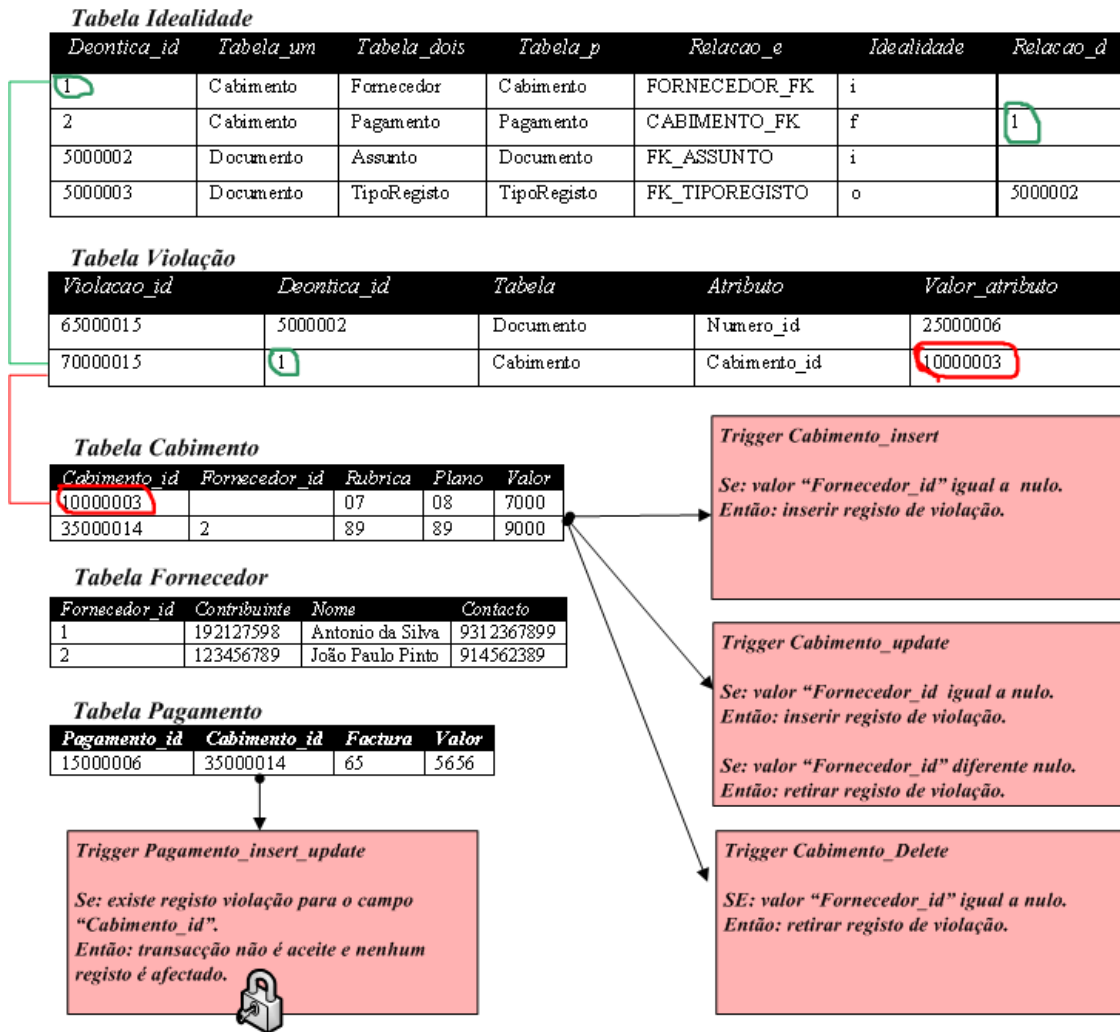 Tabela Idealidade
Deontica_id Tabela_um Tabela_dois Tabela_p Relacao_e Idealidade Relacao_d
1 Cabimento Fornecedor Cabimento FORNECEDOR_FK i
2 Cabimento Pagamento Pagamento CABIMENTO_FK f 1
5000002 Documento Assunto Documento FK_ASSUNTO i
5000003 Documento TipoRegisto TipoRegisto FK_TIPOREGISTO o 5000002
Tabela Violação
Violacao_id Deontica_id Tabela Atributo Valor_atributo
65000015 5000002 Documento Numero_id 25000006
70000015 1 Cabimento Cabimento_id 10000003
Tabela Cabimento
Cabimento_id Fornecedor_id Rubrica Plano Valor
10000003 07 08 7000
35000014 2 89 89 9000
Tabela Fornecedor
Fornecedor_id Contribuinte Nome Contacto
1 192127598 Antonio da Silva 9312367899
2 123456789 João Paulo Pinto 914562389
Tabela Pagamento
Pagamento_id Cabimento_id Factura Valor
15000006 35000014 65 5656
Trigger Pagamento_insert_update
Se: existe registo violação para o campo
“Cabimento_id”.
Então: transacção não é aceite e nenhum
registo é afectado.
Trigger Cabimento_insert
Se: valor “Fornecedor_id” igual a nulo.
Então: inserir registo de violação.
Trigger Cabimento_update
Se: valor “Fornecedor_id igual a nulo.
Então: inserir registo de violação.
Se: valor “Fornecedor_id” diferente nulo.
Então: retirar registo de violação.
Trigger Cabimento_Delete
SE: valor “Fornecedor_id” igual a nulo.
Então: retirar registo de violação.